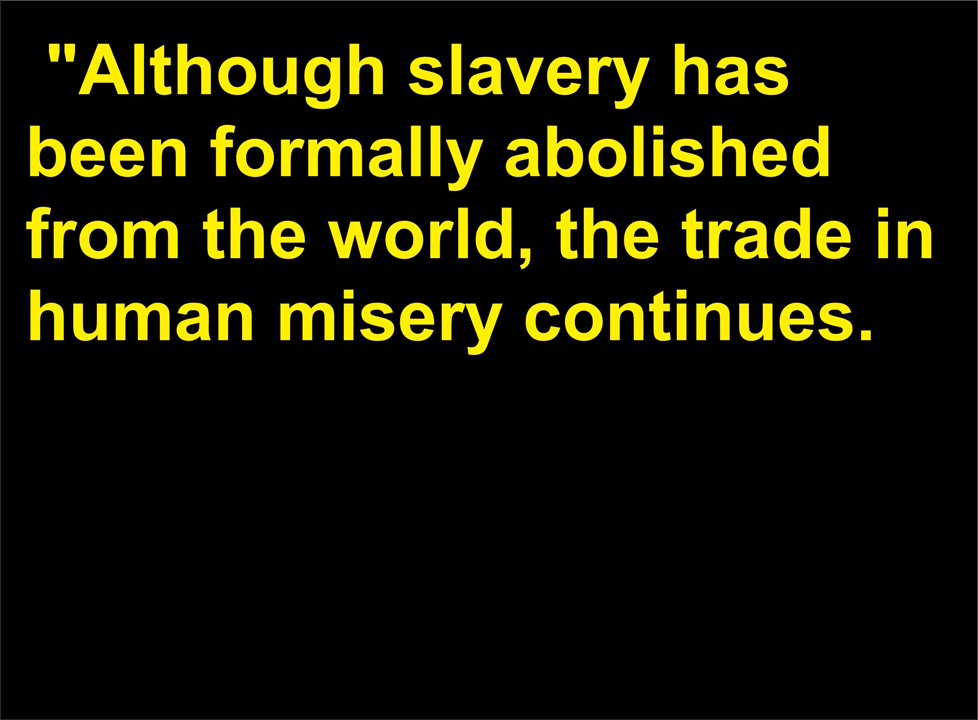 "Although slavery has
been formally abolished
from the world, the trade in
human misery continues.